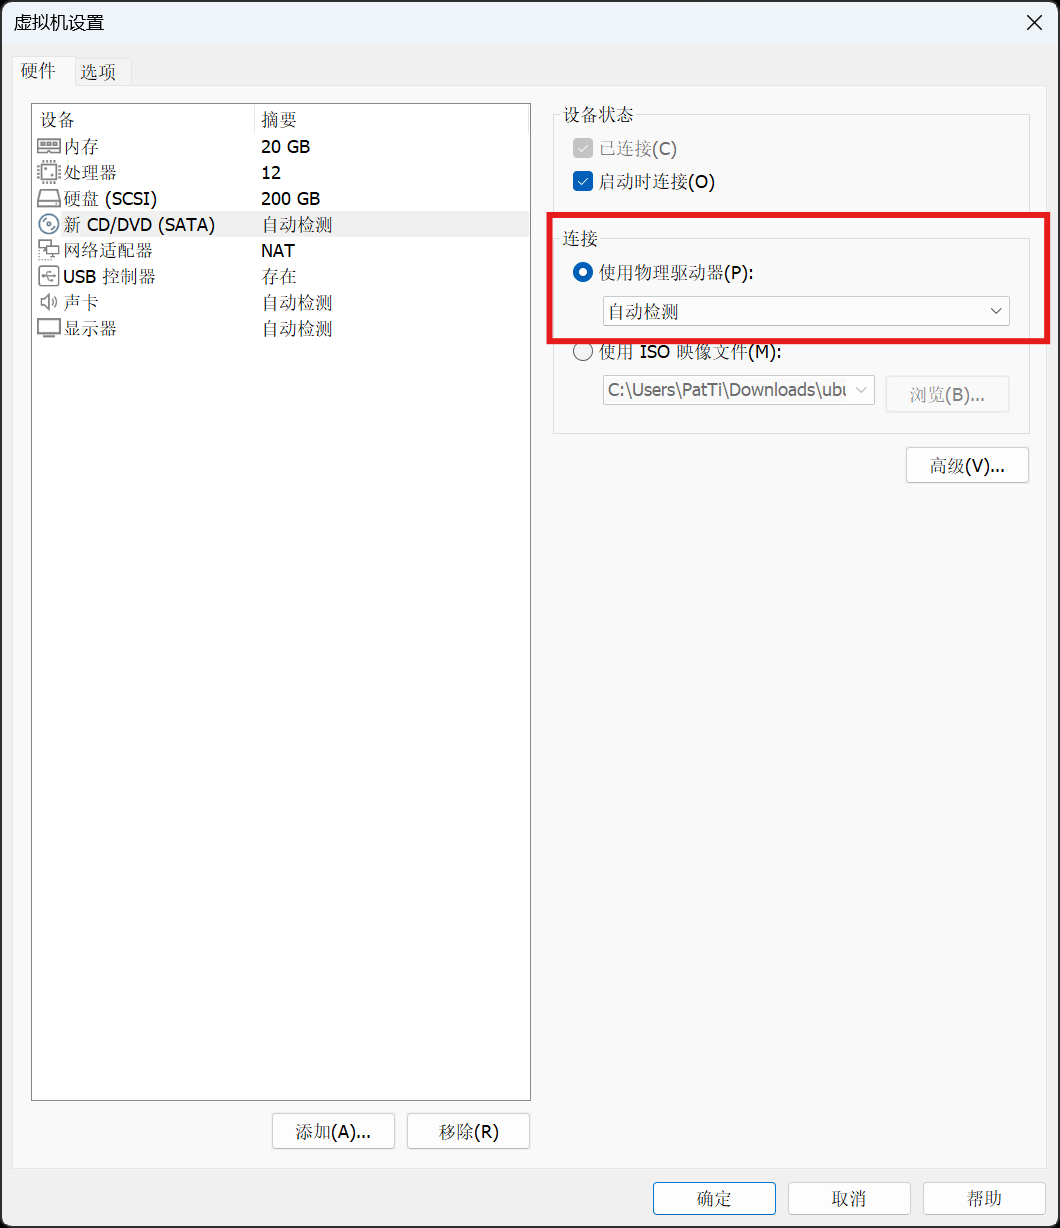 虚拟机设置
硬件 选项
设备 摘要
内存 20 GB
处理器 12
硬盘 (SCSI) 200 GB
新 CD/DVD (SATA) 自动检测
网络适配器 NAT
USB 控制器 存在
声卡 自动检测
显示器 自动检测
添加(A)... 移除(R)
设备状态
已连接(C)
启动时连接(O)
连接
使用物理驱动器(P):
自动检测
使用 ISO 映像文件(M):
C:\Users\PatTi\Downloads\ubu 浏览(B)...
高级(V)...
确定 取消 帮助